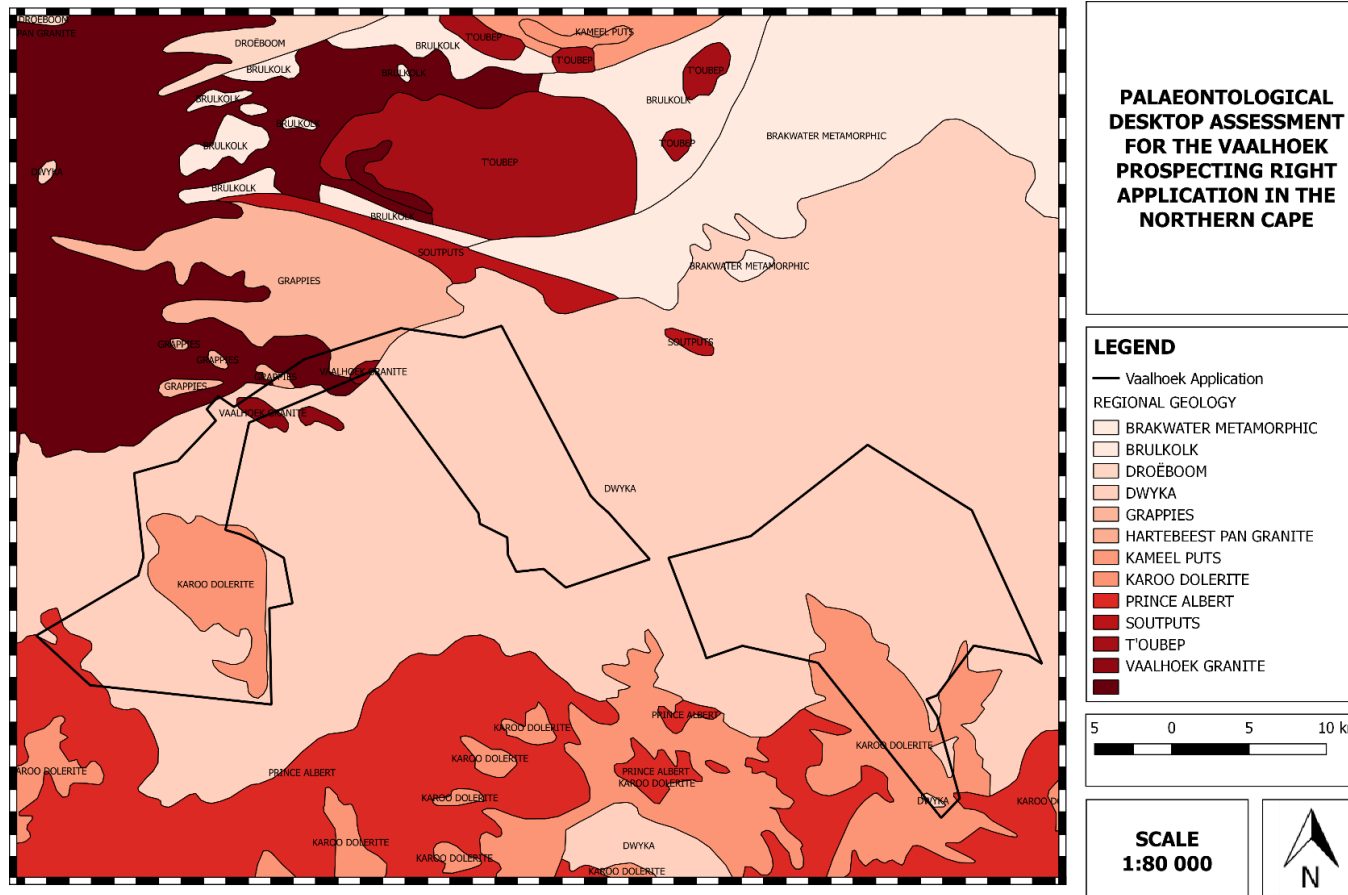 DROËBOOM
PAN GRANITE
DROËBOOM
BRULKOLK
T'OUBEP
KAMEEL PUTS
T'OUBEP
BRULKOLK
BRULKOLK
T'OUBEP
BRULKOLK
BRULKOLK
BRULKOLK
BRAKWATER METAMORPHIC
BRULKOLK
T'OUBEP
T'OUBEP
DWYKA
BRULKOLK
BRULKOLK
SOUTPUTS
BRAKWATER METAMORPHIC
GRAPPIES
GRAPPIES
SOUTPUTS
GRAPPIES
VAALHOEK GRANITE
GRAPPIES
GRAPPIES
VAALHOEK GRANITE
DWYKA
KAROO DOLERITE
PRINCE ALBERT
KAROO DOLERITE
KAROO DOLERITE
KAROO DOLERITE
AROO DOLERITE
PRINCE ALBERT
PRINCE ALBERT
KAROO DOLERITE
KAROO DOLERITE
DWYKA
KAROO D
KAROO DOLERITE
DWYKA
KAROO DOLERITE
KAROO DOLERITE
PALAEONTOLOGICAL
DESKTOP ASSESSMENT
FOR THE VAALHOEK
PROSPECTING RIGHT
APPLICATION IN THE
NORTHERN CAPE
LEGEND
Vaalhoek Application
REGIONAL GEOLOGY
BRAKWATER METAMORPHIC
BRULKOLK
DROËBOOM
DWYKA
GRAPPIES
HARTEBEEST PAN GRANITE
KAMEEL PUTS
KAROO DOLERITE
PRINCE ALBERT
SOUTPUTS
T'OUBEP
VAALHOEK GRANITE
5 0 5 10 k
SCALE
1:80 000
N